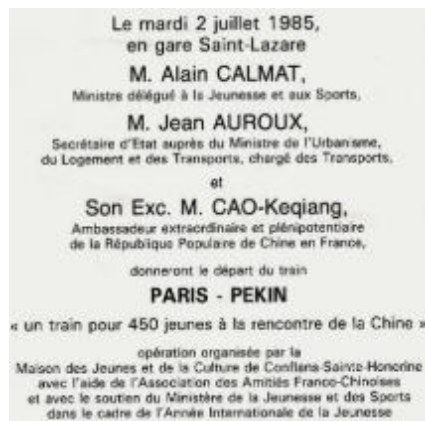 Le mardi 2 juillet 1985,
en gare Saint-Lazare
M. Alain CALMAT,
Ministre délégué à la Jeunesse et aux Sports,
M. Jean AUROUX,
Secrétaire d'Etat auprès du Ministre de l'Urbanisme,
du Logement et des Transports, chargé des Transports,
et
Son Exc. M. CAO-Keqiang,
Ambassadeur extraordinaire et plénipotentiaire
de la République Populaire de Chine en France,
donneront le départ du train
PARIS - PEKIN
« un train pour 450 jeunes à la rencontre de la Chine »
opération organisée par la
Maison des Jeunes et de la Culture de Conflans-Sainte-Honorine
avec l'aide de l'Association des Amitiés Franco-Chinoises
et avec le soutien du Ministère de la Jeunesse et des Sports
dans le cadre de l'Année Internationale de la Jeunesse